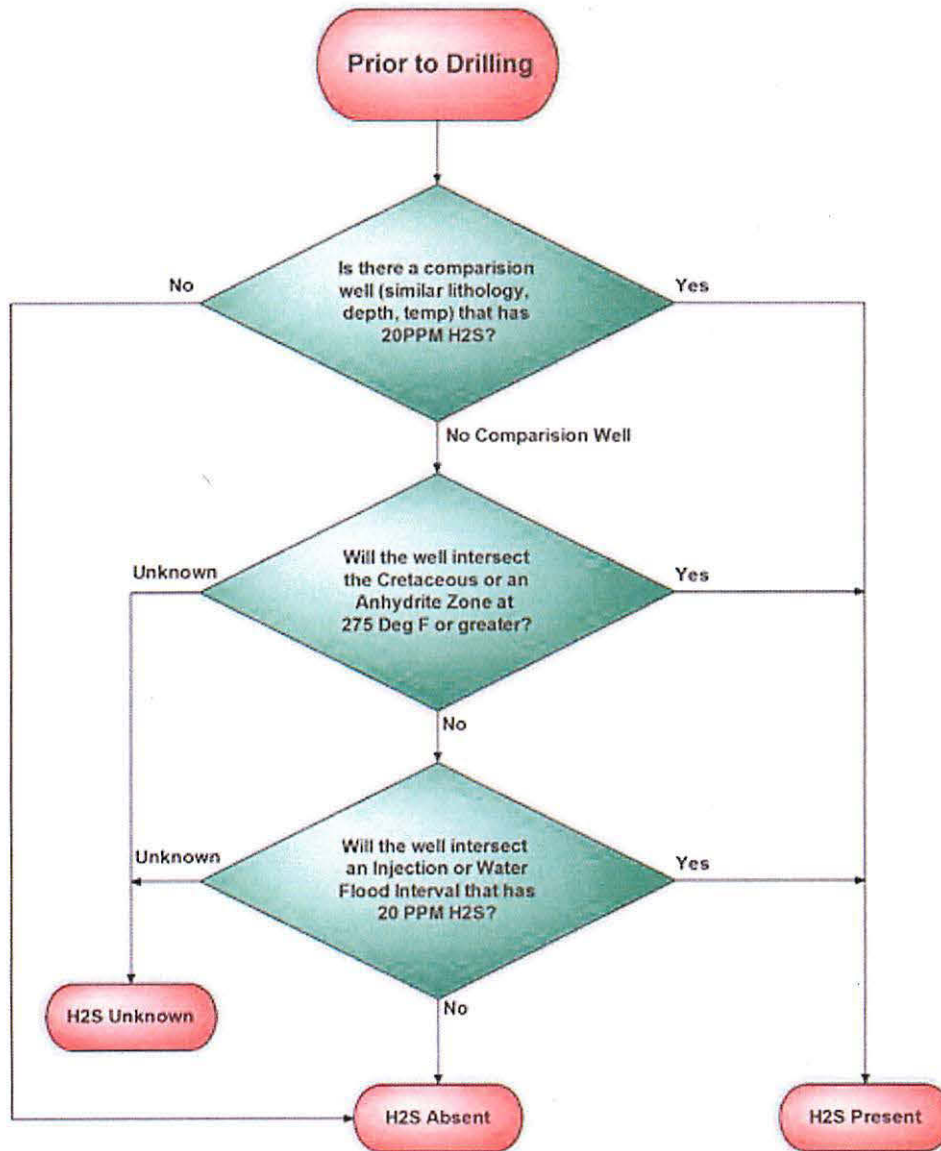 Prior to Drilling
Is there a comparision
well (similar lithology,
depth, temp) that has
20PPM H2S?
No
Yes
No Comparision Well
Will the well intersect
the Cretaceous or an
Anhydrite Zone at
275 Deg F or greater?
Unknown
Yes
No
Will the well intersect
an Injection or Water
Flood Interval that has
20 PPM H2S?
Unknown
Yes
No
H2S Unknown
H2S Absent
H2S Present